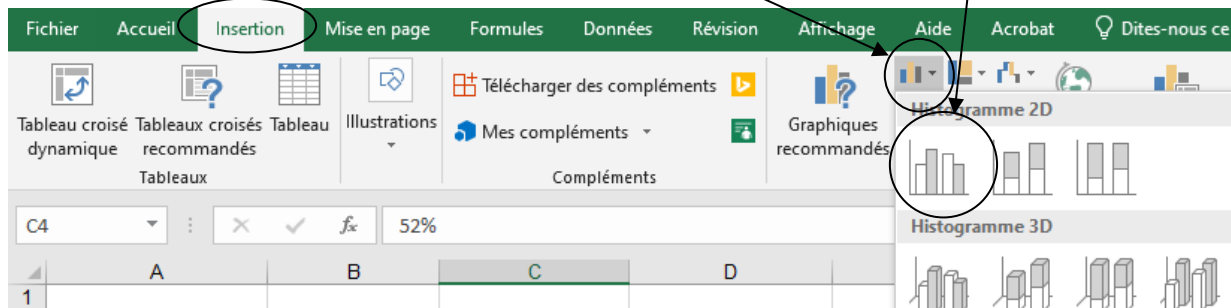 Fichier Accueil Insertion Mise en page Formules Données Révision Affichage Aide Acrobat Dites-nous ce
Tableau croisé dynamique
Tableaux croisés recommandés
Tableau
Tableaux
Illustrations
Télécharger des compléments
Mes compléments
Compléments
Graphiques recommandés
Histogramme 2D
Histogramme 3D
C4 fx 52%
A B C D
1